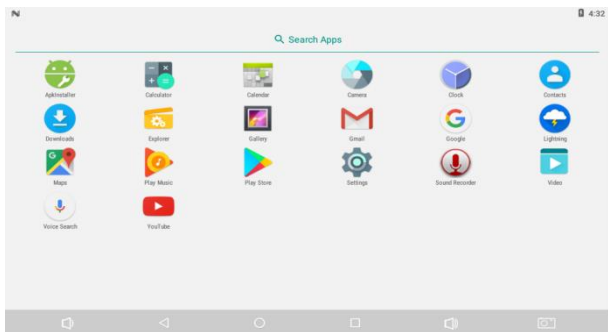 4:32
Search Apps
ApkInstaller Calculator Calendar Camera Clock Contacts
Downloads Explorer Gallery Gmail Google Lightning
Maps Play Music Play Store Settings Sound Recorder Video
Voice Search YouTube